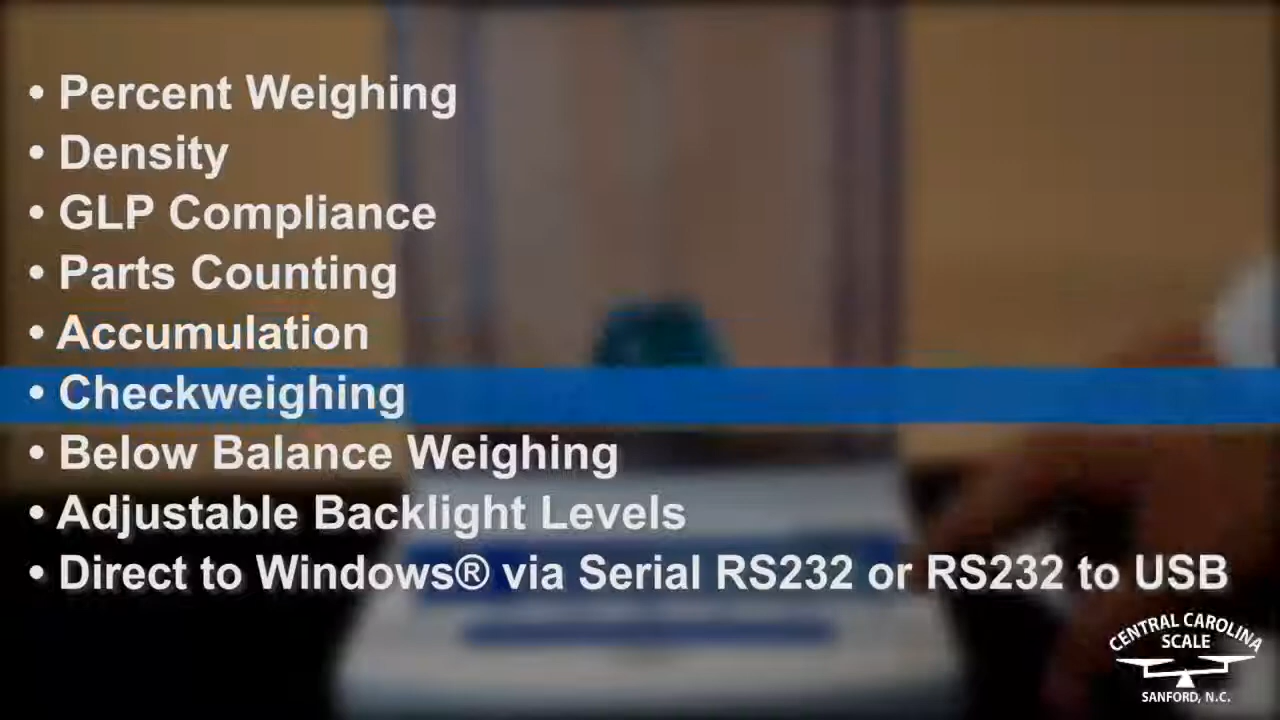 • Percent Weighing
• Density
• GLP Compliance
• Parts Counting
• Accumulation
• Checkweighing
• Below Balance Weighing
• Adjustable Backlight Levels
• Direct to Windows® via Serial RS232 or RS232 to USB
CENTRAL CAROLINA
SCALE
SANFORD, N.C.